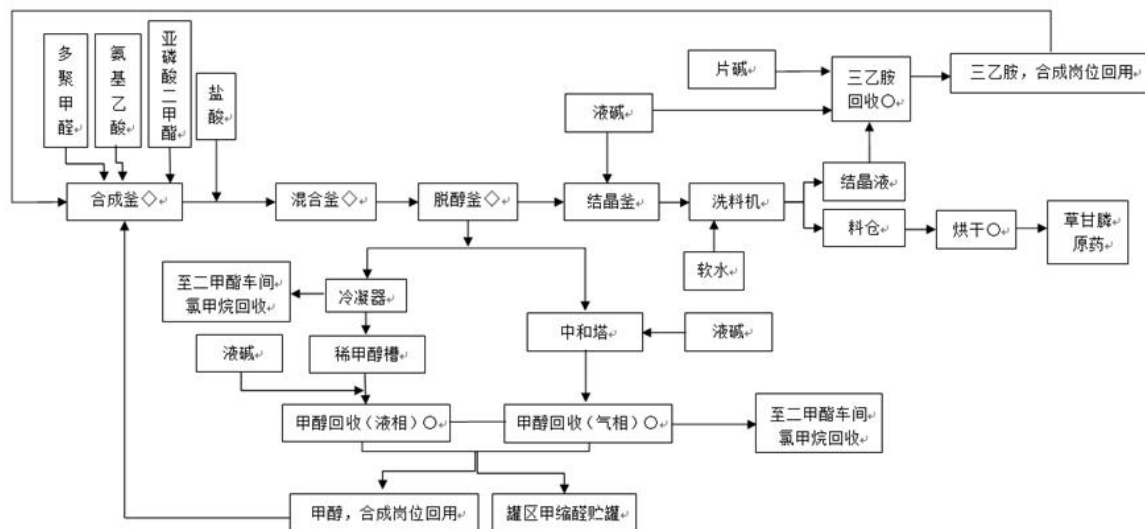 多聚甲醛
氨基乙酸
亚磷酸二甲酯
盐酸
片碱
液碱
三乙胺
回收○
三乙胺，合成岗位回用
合成釜◇
混合釜◇
脱醇釜◇
结晶釜
洗料机
结晶液
料仓
烘干○
草甘膦
原药
软水
至二甲酯车间
氯甲烷回收
冷凝器
中和塔
液碱
液碱
稀甲醇槽
甲醇回收（液相）○
甲醇回收（气相）○
至二甲酯车间
氯甲烷回收
甲醇，合成岗位回用
罐区甲缩醛贮罐